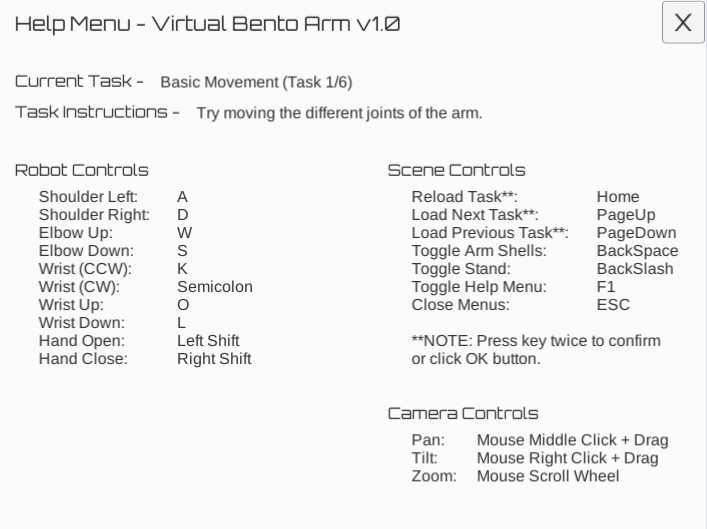 Help Menu - Virtual Bento Arm v1.0
X
Current Task - Basic Movement (Task 1/6)
Task Instructions - Try moving the different joints of the arm.
Robot Controls
Shoulder Left: A
Shoulder Right: D
Elbow Up: W
Elbow Down: S
Wrist (CCW): K
Wrist (CW): Semicolon
Wrist Up: O
Wrist Down: L
Hand Open: Left Shift
Hand Close: Right Shift
Scene Controls
Reload Task**: Home
Load Next Task**: PageUp
Load Previous Task**: PageDown
Toggle Arm Shells: BackSpace
Toggle Stand: BackSlash
Toggle Help Menu: F1
Close Menus: ESC
**NOTE: Press key twice to confirm
or click OK button.
Camera Controls
Pan: Mouse Middle Click + Drag
Tilt: Mouse Right Click + Drag
Zoom: Mouse Scroll Wheel